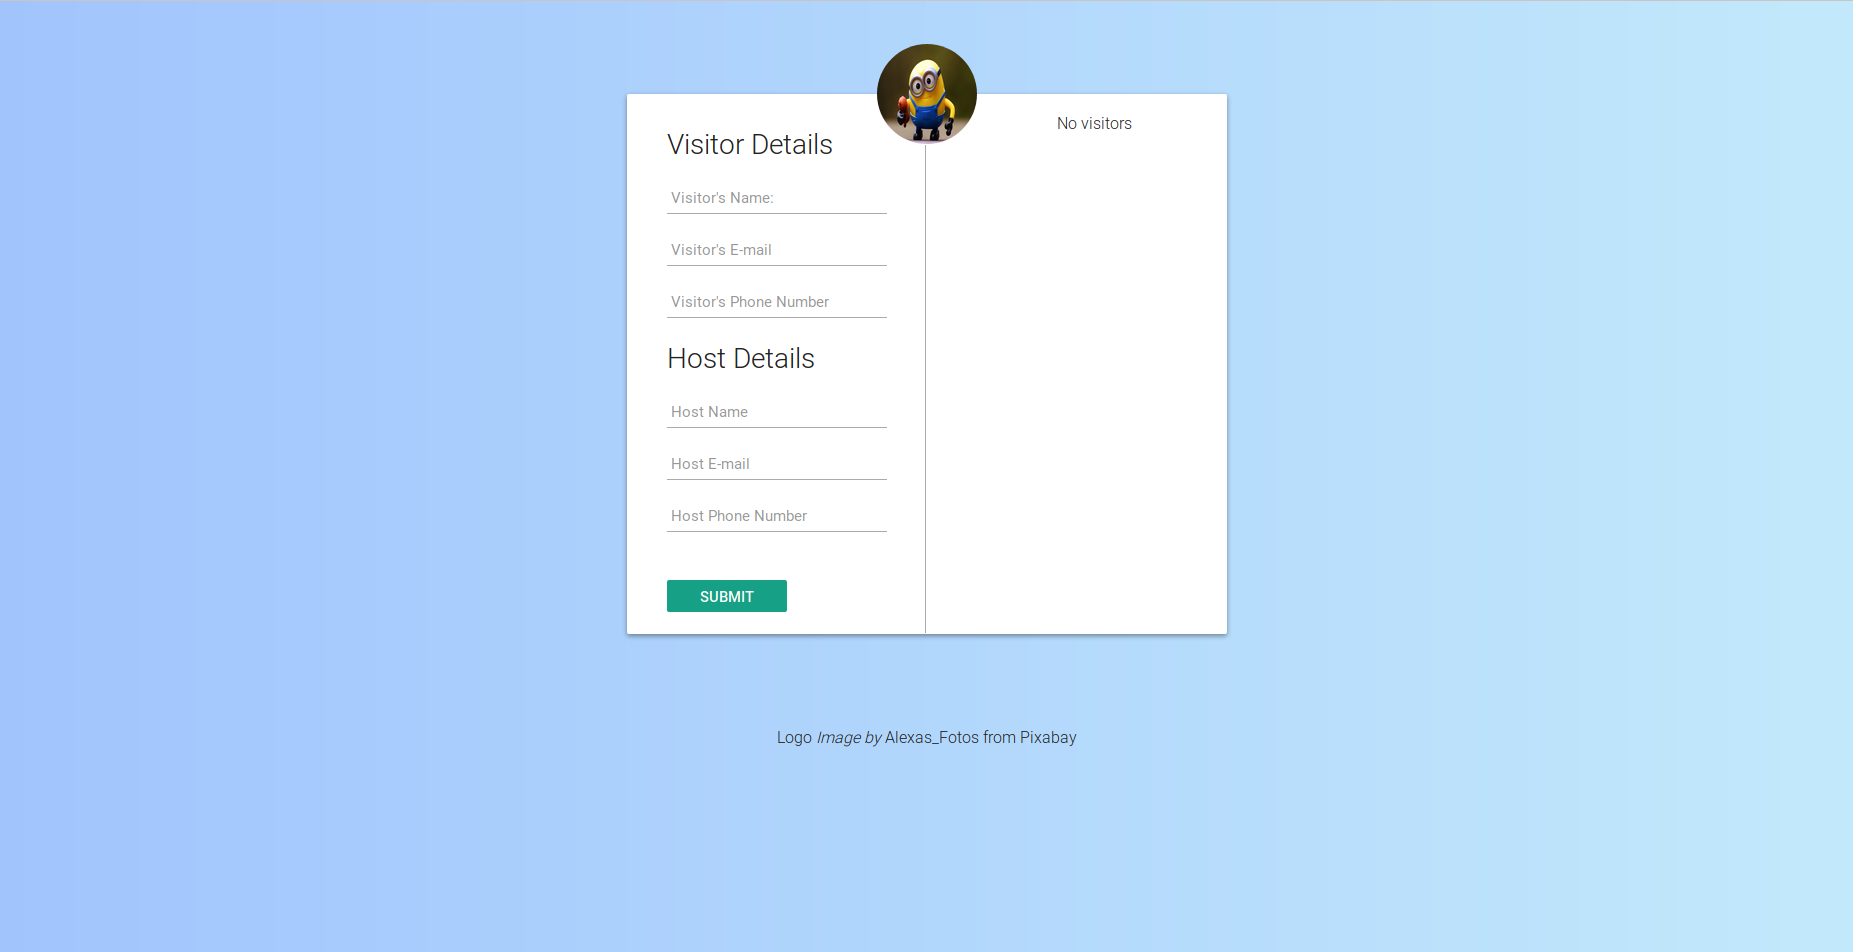 Visitor Details
Visitor's Name:
Visitor's E-mail
Visitor's Phone Number
Host Details
Host Name
Host E-mail
Host Phone Number
SUBMIT
No visitors
Logo Image by Alexas_Fotos from Pixabay